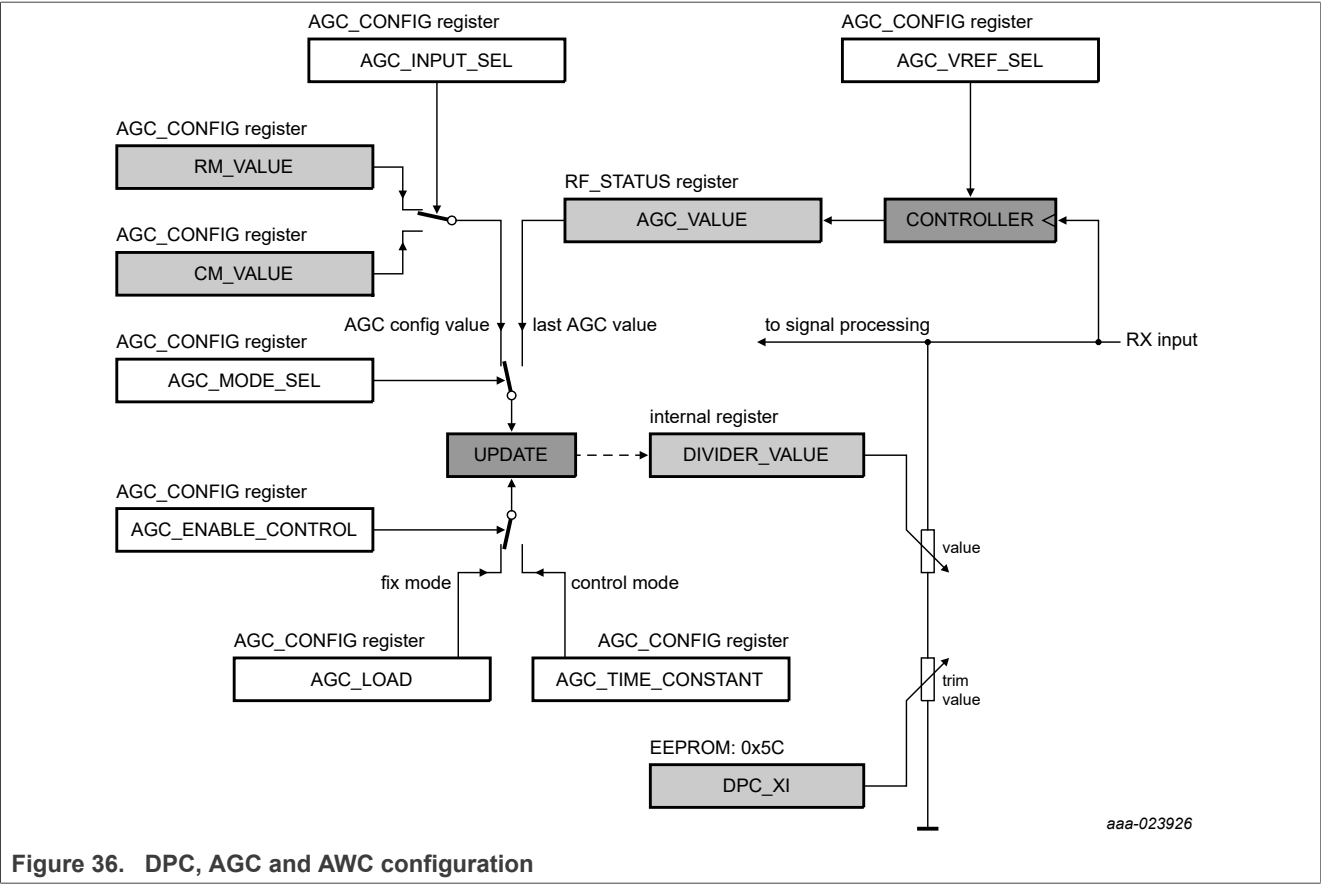 AGC_CONFIG register
AGC_INPUT_SEL
AGC_CONFIG register
AGC_VREF_SEL
AGC_CONFIG register
RM_VALUE
RF_STATUS register
AGC_VALUE
CONTROLLER
AGC_CONFIG register
CM_VALUE
AGC config value
last AGC value
to signal processing
RX input
AGC_CONFIG register
AGC_MODE_SEL
internal register
UPDATE
DIVIDER_VALUE
AGC_CONFIG register
AGC_ENABLE_CONTROL
value
fix mode
control mode
AGC_CONFIG register
AGC_LOAD
AGC_CONFIG register
AGC_TIME_CONSTANT
trim
value
EEPROM: 0x5C
DPC_XI
aaa-023926
Figure 36. DPC, AGC and AWC configuration